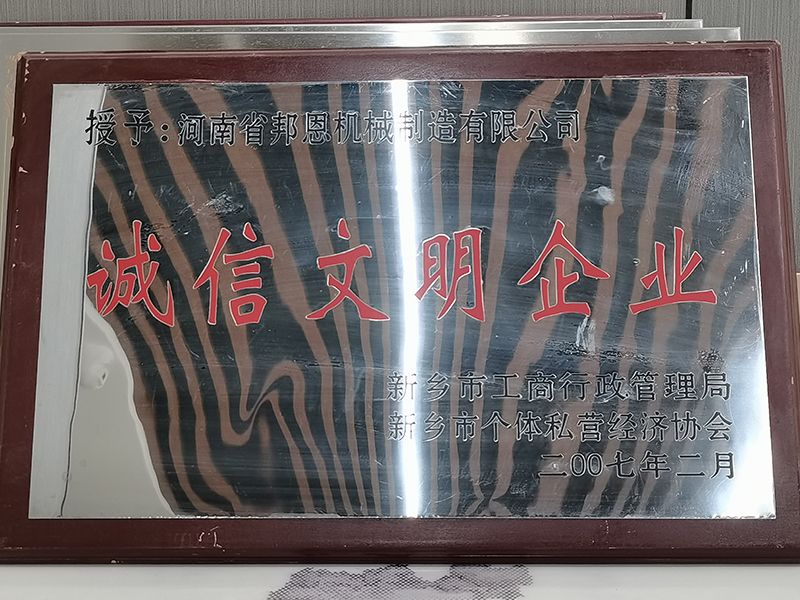 授予:河南省邦恩机械制造有限公司
诚信文明企业
新乡市工商行政管理局
新乡市个体私营经济协会
二00七年二月